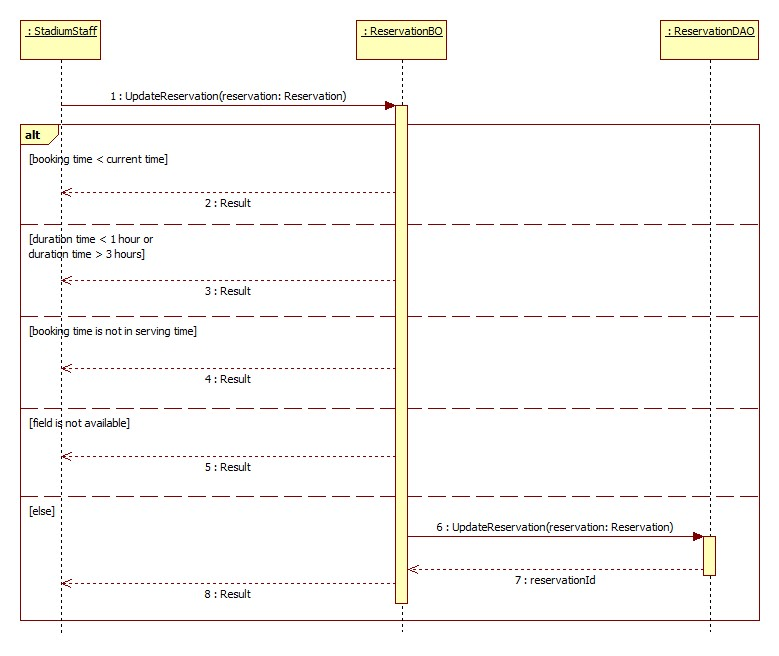 : StadiumStaff
: ReservationBO
: ReservationDAO
1 : UpdateReservation(reservation: Reservation)
alt
[booking time < current time]
2 : Result
[duration time < 1 hour or
duration time > 3 hours]
3 : Result
[booking time is not in serving time]
4 : Result
[field is not available]
5 : Result
[else]
6 : UpdateReservation(reservation: Reservation)
7 : reservationId
8 : Result